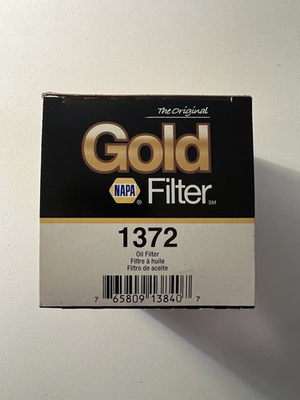 The Original
Gold
NAPA ® Filter SM
1372
Oil Filter
Filtre à huile
Filtro de aceite
7 65809 13840 7